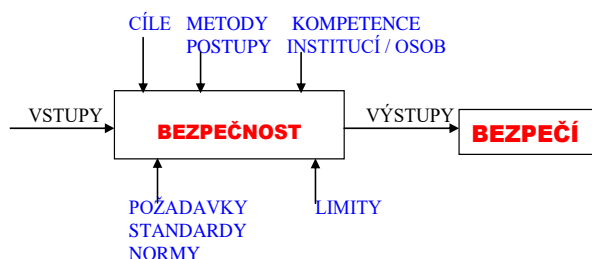 CÍLE METODY KOMPETENCE
POSTUPY INSTITUCÍ / OSOB
VSTUPY
BEZPEČNOST
VÝSTUPY
BEZPEČÍ
POŽADAVKY LIMITY
STANDARDY
NORMY